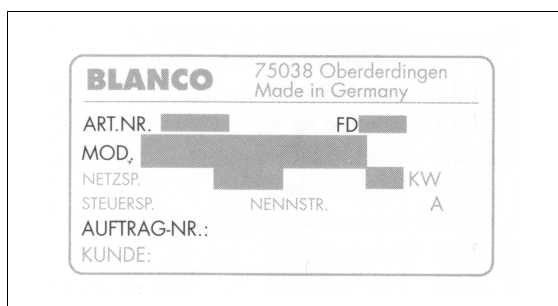 BLANCO
75038 Oberderdingen
Made in Germany
ART.NR. FD
MOD.
NETZSP. KW
STEUERSP. NENNSTR. A
AUFTRAG-NR.:
KUNDE: